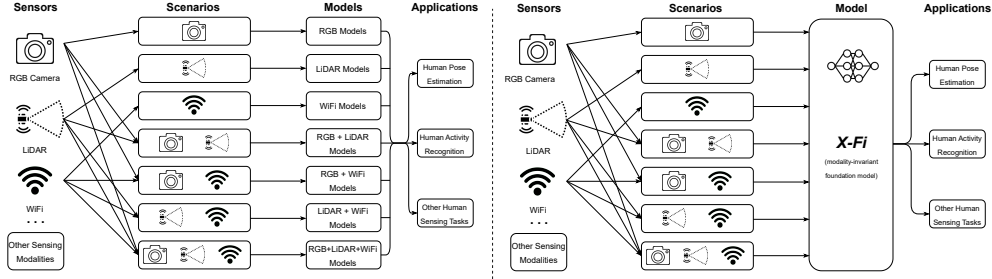 Sensors
Scenarios
Models
Applications
RGB Camera
LiDAR
WiFi
. . .
Other Sensing
Modalities
RGB Models
LiDAR Models
WiFi Models
RGB + LiDAR
Models
RGB + WiFi
Models
LiDAR + WiFi
Models
RGB+LiDAR+WiFi
Models
Human Pose
Estimation
Human Activity
Recognition
Other Human
Sensing Tasks
Sensors
Scenarios
Model
Applications
RGB Camera
LiDAR
WiFi
. . .
Other Sensing
Modalities
X-Fi
(modality-invariant
foundation model)
Human Pose
Estimation
Human Activity
Recognition
Other Human
Sensing Tasks